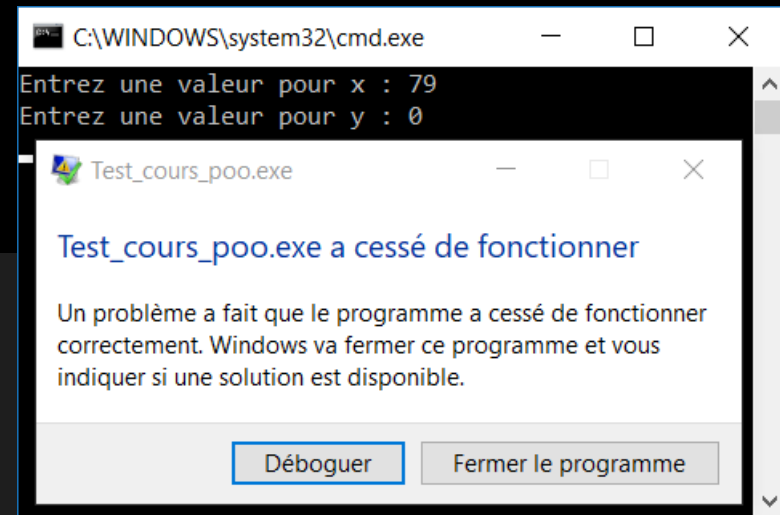 C:\WINDOWS\system32\cmd.exe
Entrez une valeur pour x : 79
Entrez une valeur pour y : 0
Test_cours_poo.exe
Test_cours_poo.exe a cessé de fonctionner
Un problème a fait que le programme a cessé de fonctionner
correctement. Windows va fermer ce programme et vous
indiquer si une solution est disponible.
Déboguer
Fermer le programme